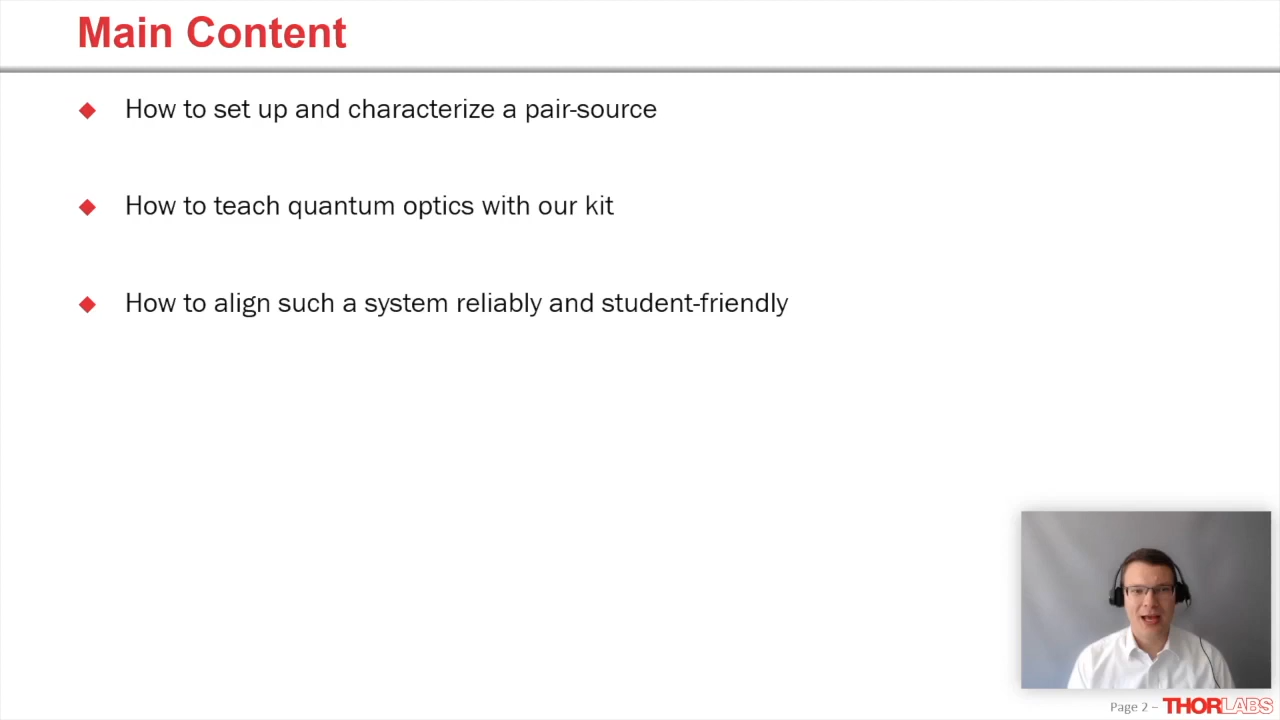 Main Content
How to set up and characterize a pair-source
How to teach quantum optics with our kit
How to align such a system reliably and student-friendly
Page 2 – THORLABS